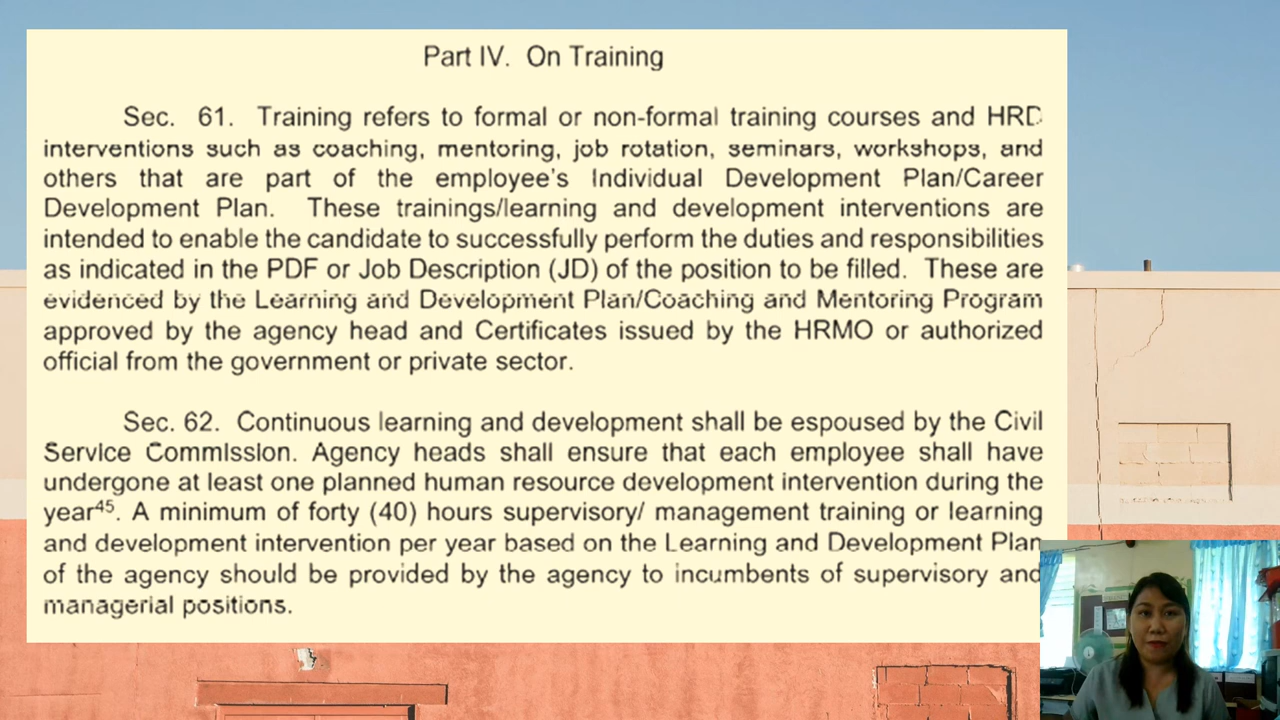 Part IV. On Training
Sec. 61. Training refers to formal or non-formal training courses and HRD
interventions such as coaching, mentoring, job rotation, seminars, workshops, and
others that are part of the employee's Individual Development Plan/Career
Development Plan. These trainings/learning and development interventions are
intended to enable the candidate to successfully perform the duties and responsibilities
as indicated in the PDF or Job Description (JD) of the position to be filled. These are
evidenced by the Learning and Development Plan/Coaching and Mentoring Program
approved by the agency head and Certificates issued by the HRMO or authorized
official from the government or private sector.
Sec. 62. Continuous learning and development shall be espoused by the Civil
Service Commission. Agency heads shall ensure that each employee shall have
undergone at least one planned human resource development intervention during the
year⁴⁵. A minimum of forty (40) hours supervisory/ management training or learning
and development intervention per year based on the Learning and Development Plan
of the agency should be provided by the agency to incumbents of supervisory and
managerial positions.